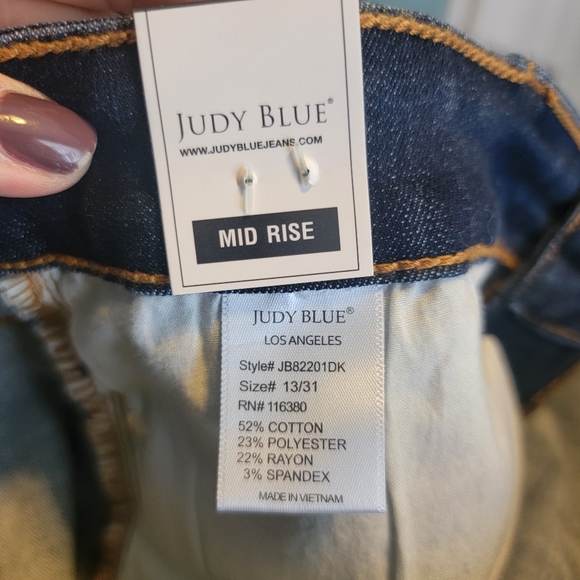 JUDY BLUE®
WWW.JUDYBLUEJEANS.COM
MID RISE
JUDY BLUE®
LOS ANGELES
Style# JB82201DK
Size# 13/31
RN# 116380
52% COTTON
23% POLYESTER
22% RAYON
3% SPANDEX
MADE IN VIETNAM